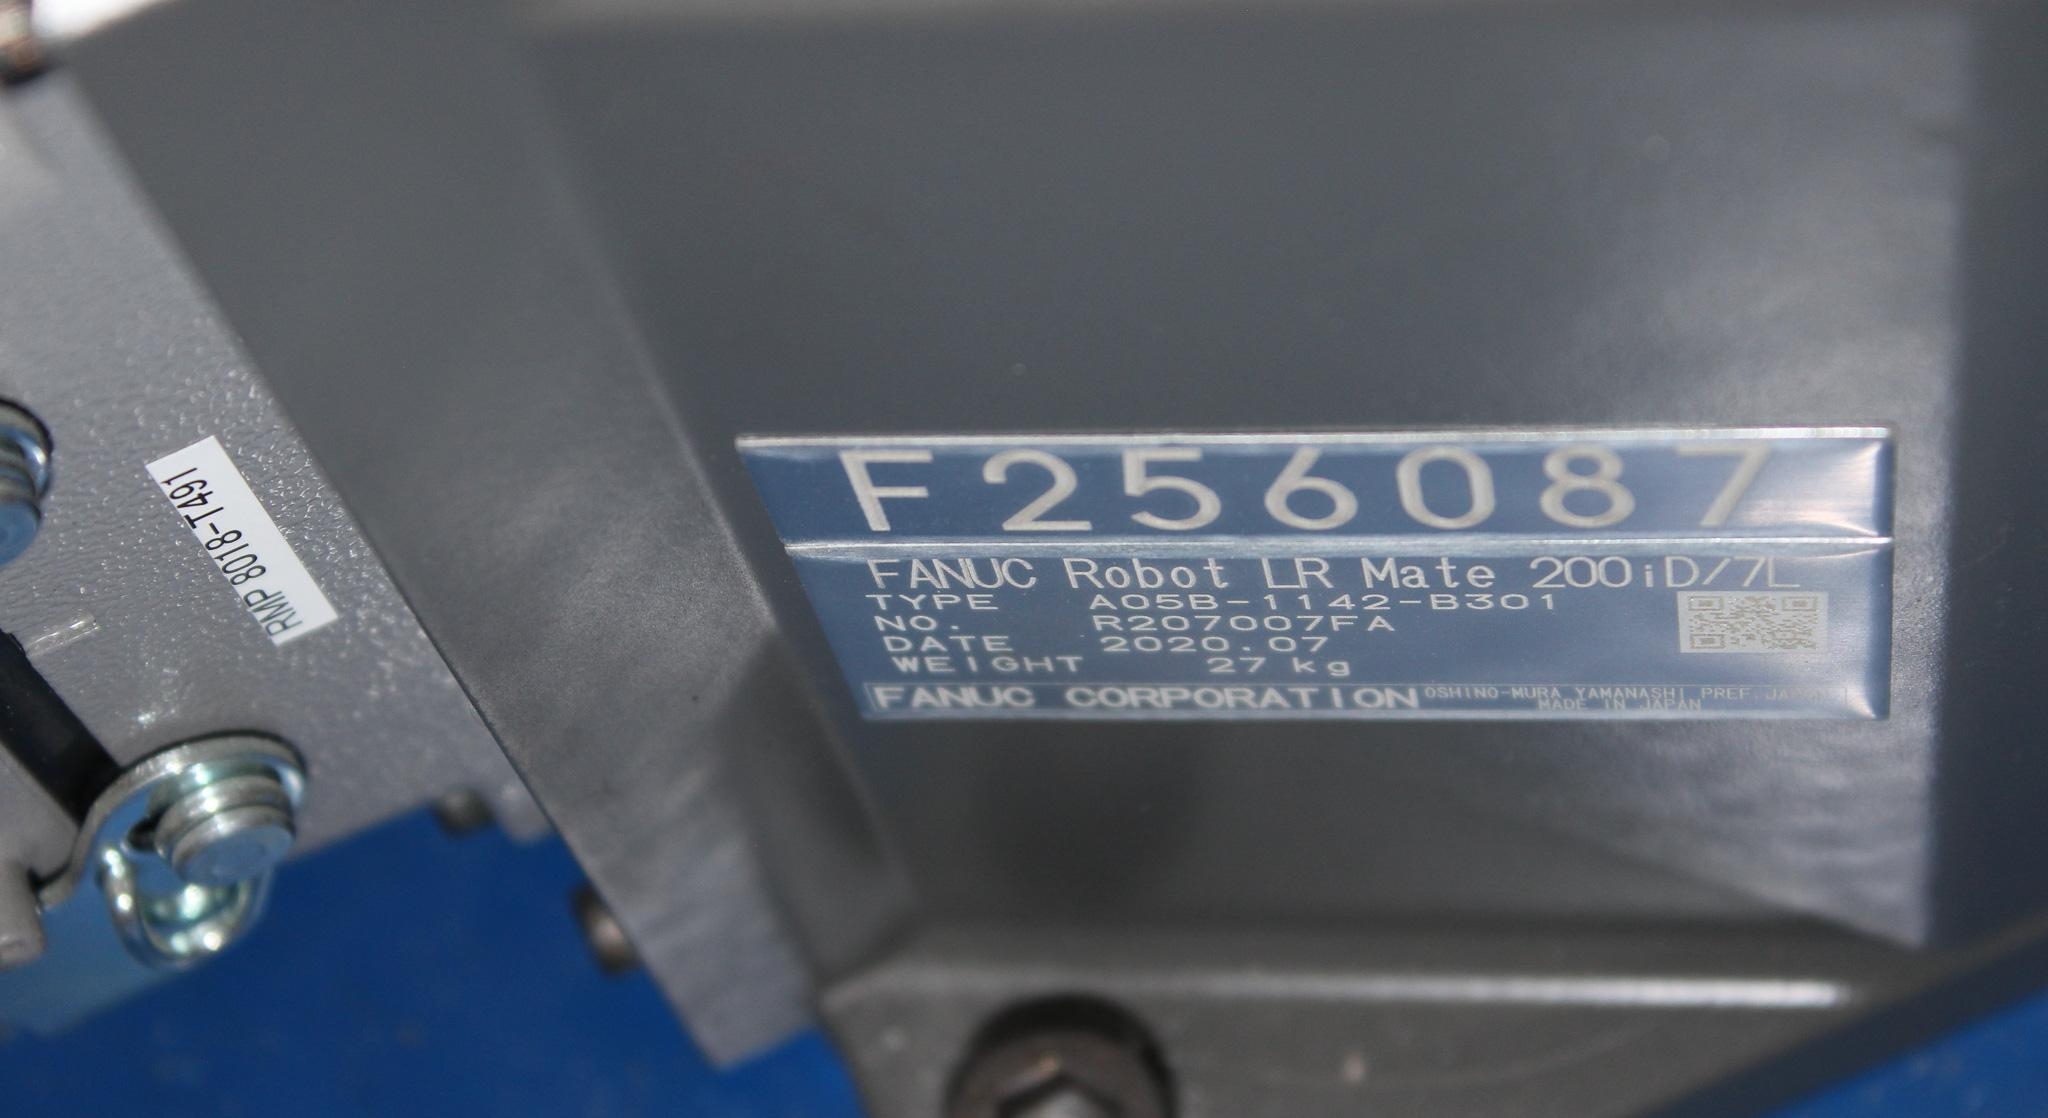 RMP 8018-T491
F256087
FANUC Robot LR Mate 200iD/7L
TYPE A05B-1142-B301
NO. R207007FA
DATE 2020.07
WEIGHT 27 kg
FANUC CORPORATION OSHINO-MURA YAMANASHI PREF. JAPAN
MADE IN JAPAN